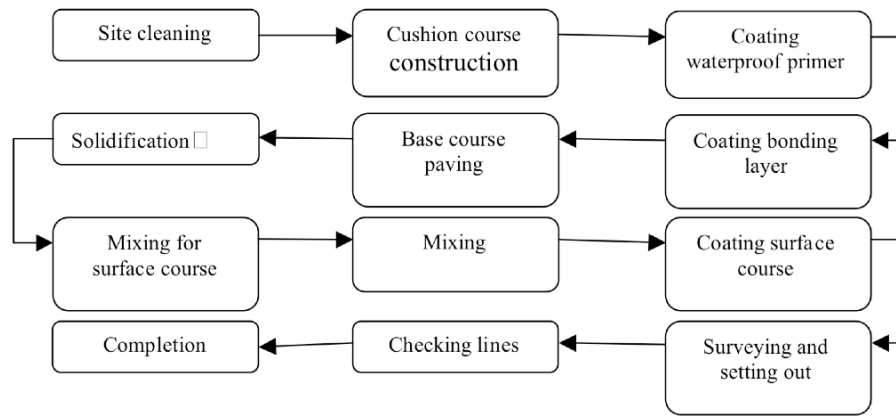 Site cleaning
Cushion course
construction
Coating
waterproof primer
Solidification □
Base course
paving
Coating bonding
layer
Mixing for
surface course
Mixing
Coating surface
course
Completion
Checking lines
Surveying and
setting out